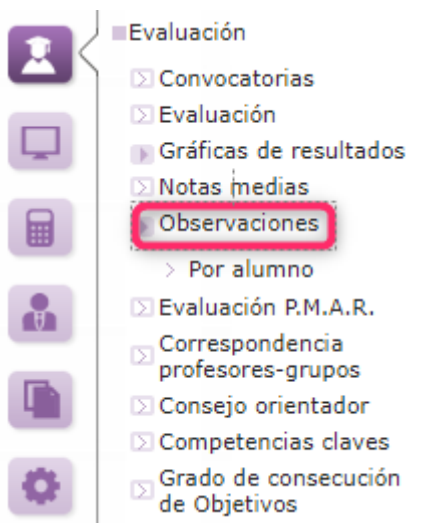 Evaluación
Convocatorias
Evaluación
Gráficas de resultados
Notas medias
Observaciones
Por alumno
Evaluación P.M.A.R.
Correspondencia
profesores-grupos
Consejo orientador
Competencias claves
Grado de consecución
de Objetivos